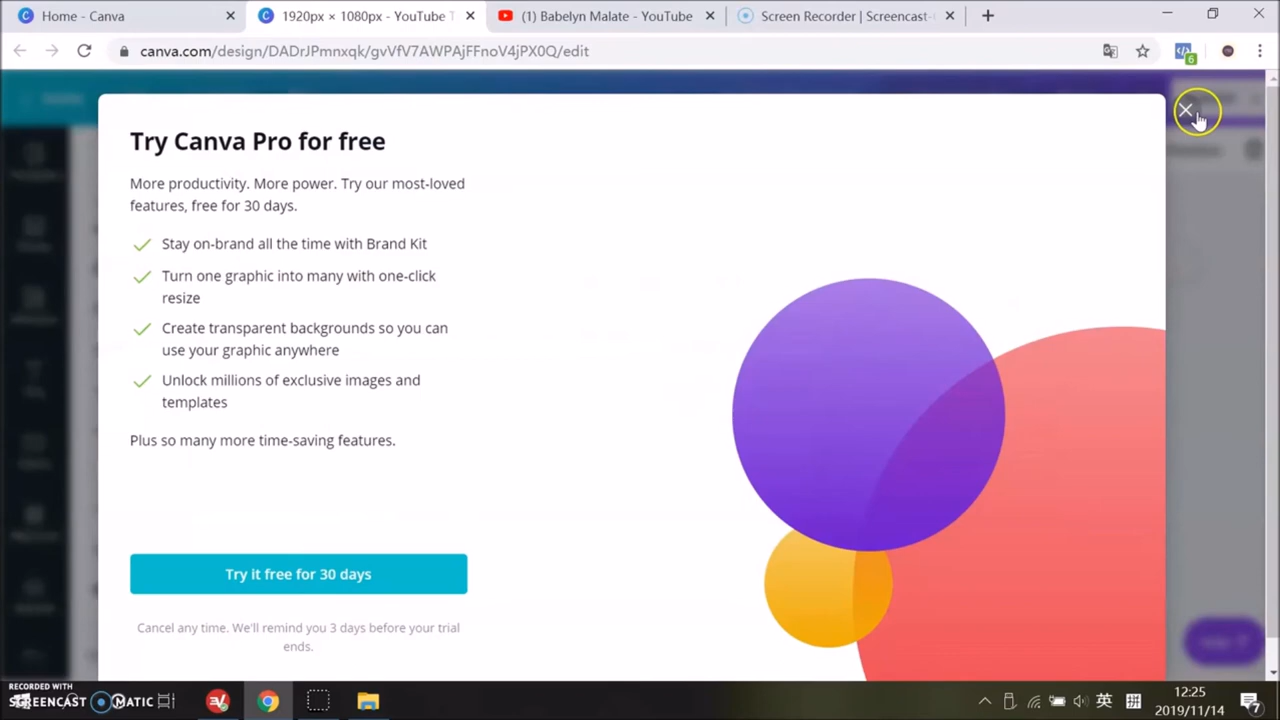 Home - Canva
1920px × 1080px - YouTube T
(1) Babelyn Malate - YouTube
Screen Recorder | Screencast-
canva.com/design/DADrJPmnxqk/gvVfV7AWPAjFFnoV4jPX0Q/edit
6
Try Canva Pro for free
More productivity. More power. Try our most-loved
features, free for 30 days.
Stay on-brand all the time with Brand Kit
Turn one graphic into many with one-click
resize
Create transparent backgrounds so you can
use your graphic anywhere
Unlock millions of exclusive images and
templates
Plus so many more time-saving features.
Try it free for 30 days
Cancel any time. We'll remind you 3 days before your trial
ends.
RECORDED WITH
SCREENCAST MATIC
英
拼
12:25
2019/11/14
7